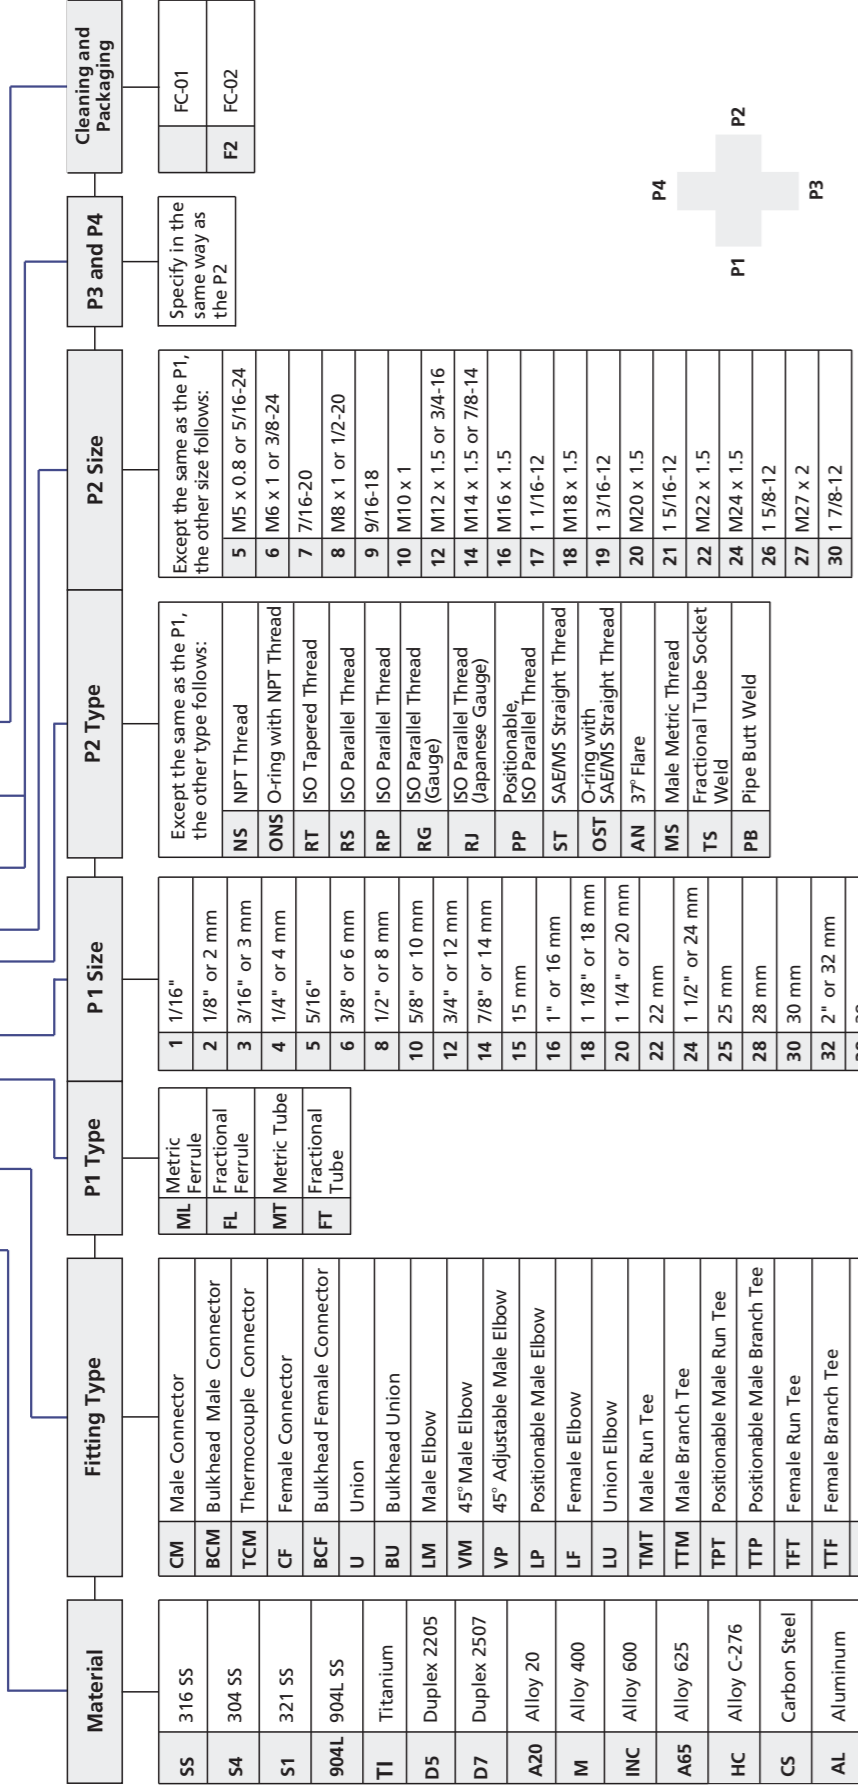 Material
SS 316 SS
S4 304 SS
S1 321 SS
904L 904L SS
TI Titanium
D5 Duplex 2205
D7 Duplex 2507
A20 Alloy 20
M Alloy 400
INC Alloy 600
A65 Alloy 625
HC Alloy C-276
CS Carbon Steel
AL Aluminum
Fitting Type
CM Male Connector
BCM Bulkhead Male Connector
TCM Thermocouple Connector
CF Female Connector
BCF Bulkhead Female Connector
U Union
BU Bulkhead Union
LM Male Elbow
VM 45° Male Elbow
VP 45° Adjustable Male Elbow
LP Positionable Male Elbow
LF Female Elbow
LU Union Elbow
TMT Male Run Tee
TTM Male Branch Tee
TPT Positionable Male Run Tee
TTP Positionable Male Branch Tee
TFT Female Run Tee
TTF Female Branch Tee
P1 Type
ML Metric
Ferrule
FL Fractional
Ferrule
MT Metric Tube
FT Fractional
Tube
P1 Size
1 1/16"
2 1/8" or 2 mm
3 3/16" or 3 mm
4 1/4" or 4 mm
5 5/16"
6 3/8" or 6 mm
8 1/2" or 8 mm
10 5/8" or 10 mm
12 3/4" or 12 mm
14 7/8" or 14 mm
15 15 mm
16 1" or 16 mm
18 1 1/8" or 18 mm
20 1 1/4" or 20 mm
22 22 mm
24 1 1/2" or 24 mm
25 25 mm
28 28 mm
30 30 mm
32 2" or 32 mm
P2 Type
Except the same as the P1,
the other type follows:
NS NPT Thread
ONS O-ring with NPT Thread
RT ISO Tapered Thread
RS ISO Parallel Thread
RP ISO Parallel Thread
RG ISO Parallel Thread
(Gauge)
RJ ISO Parallel Thread
(Japanese Gauge)
PP Positionable,
ISO Parallel Thread
ST SAE/MS Straight Thread
OST O-ring with
SAE/MS Straight Thread
AN 37° Flare
MS Male Metric Thread
TS Fractional Tube Socket
Weld
PB Pipe Butt Weld
P2 Size
Except the same as the P1,
the other size follows:
5 M5 x 0.8 or 5/16-24
6 M6 x 1 or 3/8-24
7 7/16-20
8 M8 x 1 or 1/2-20
9 9/16-18
10 M10 x 1
12 M12 x 1.5 or 3/4-16
14 M14 x 1.5 or 7/8-14
16 M16 x 1.5
17 1 1/16-12
18 M18 x 1.5
19 1 3/16-12
20 M20 x 1.5
21 1 5/16-12
22 M22 x 1.5
24 M24 x 1.5
26 1 5/8-12
27 M27 x 2
30 1 7/8-12
P3 and P4
Specify in the
same way as
the P2
Cleaning and
Packaging
FC-01
F2 FC-02
P4
P1 P2
P3